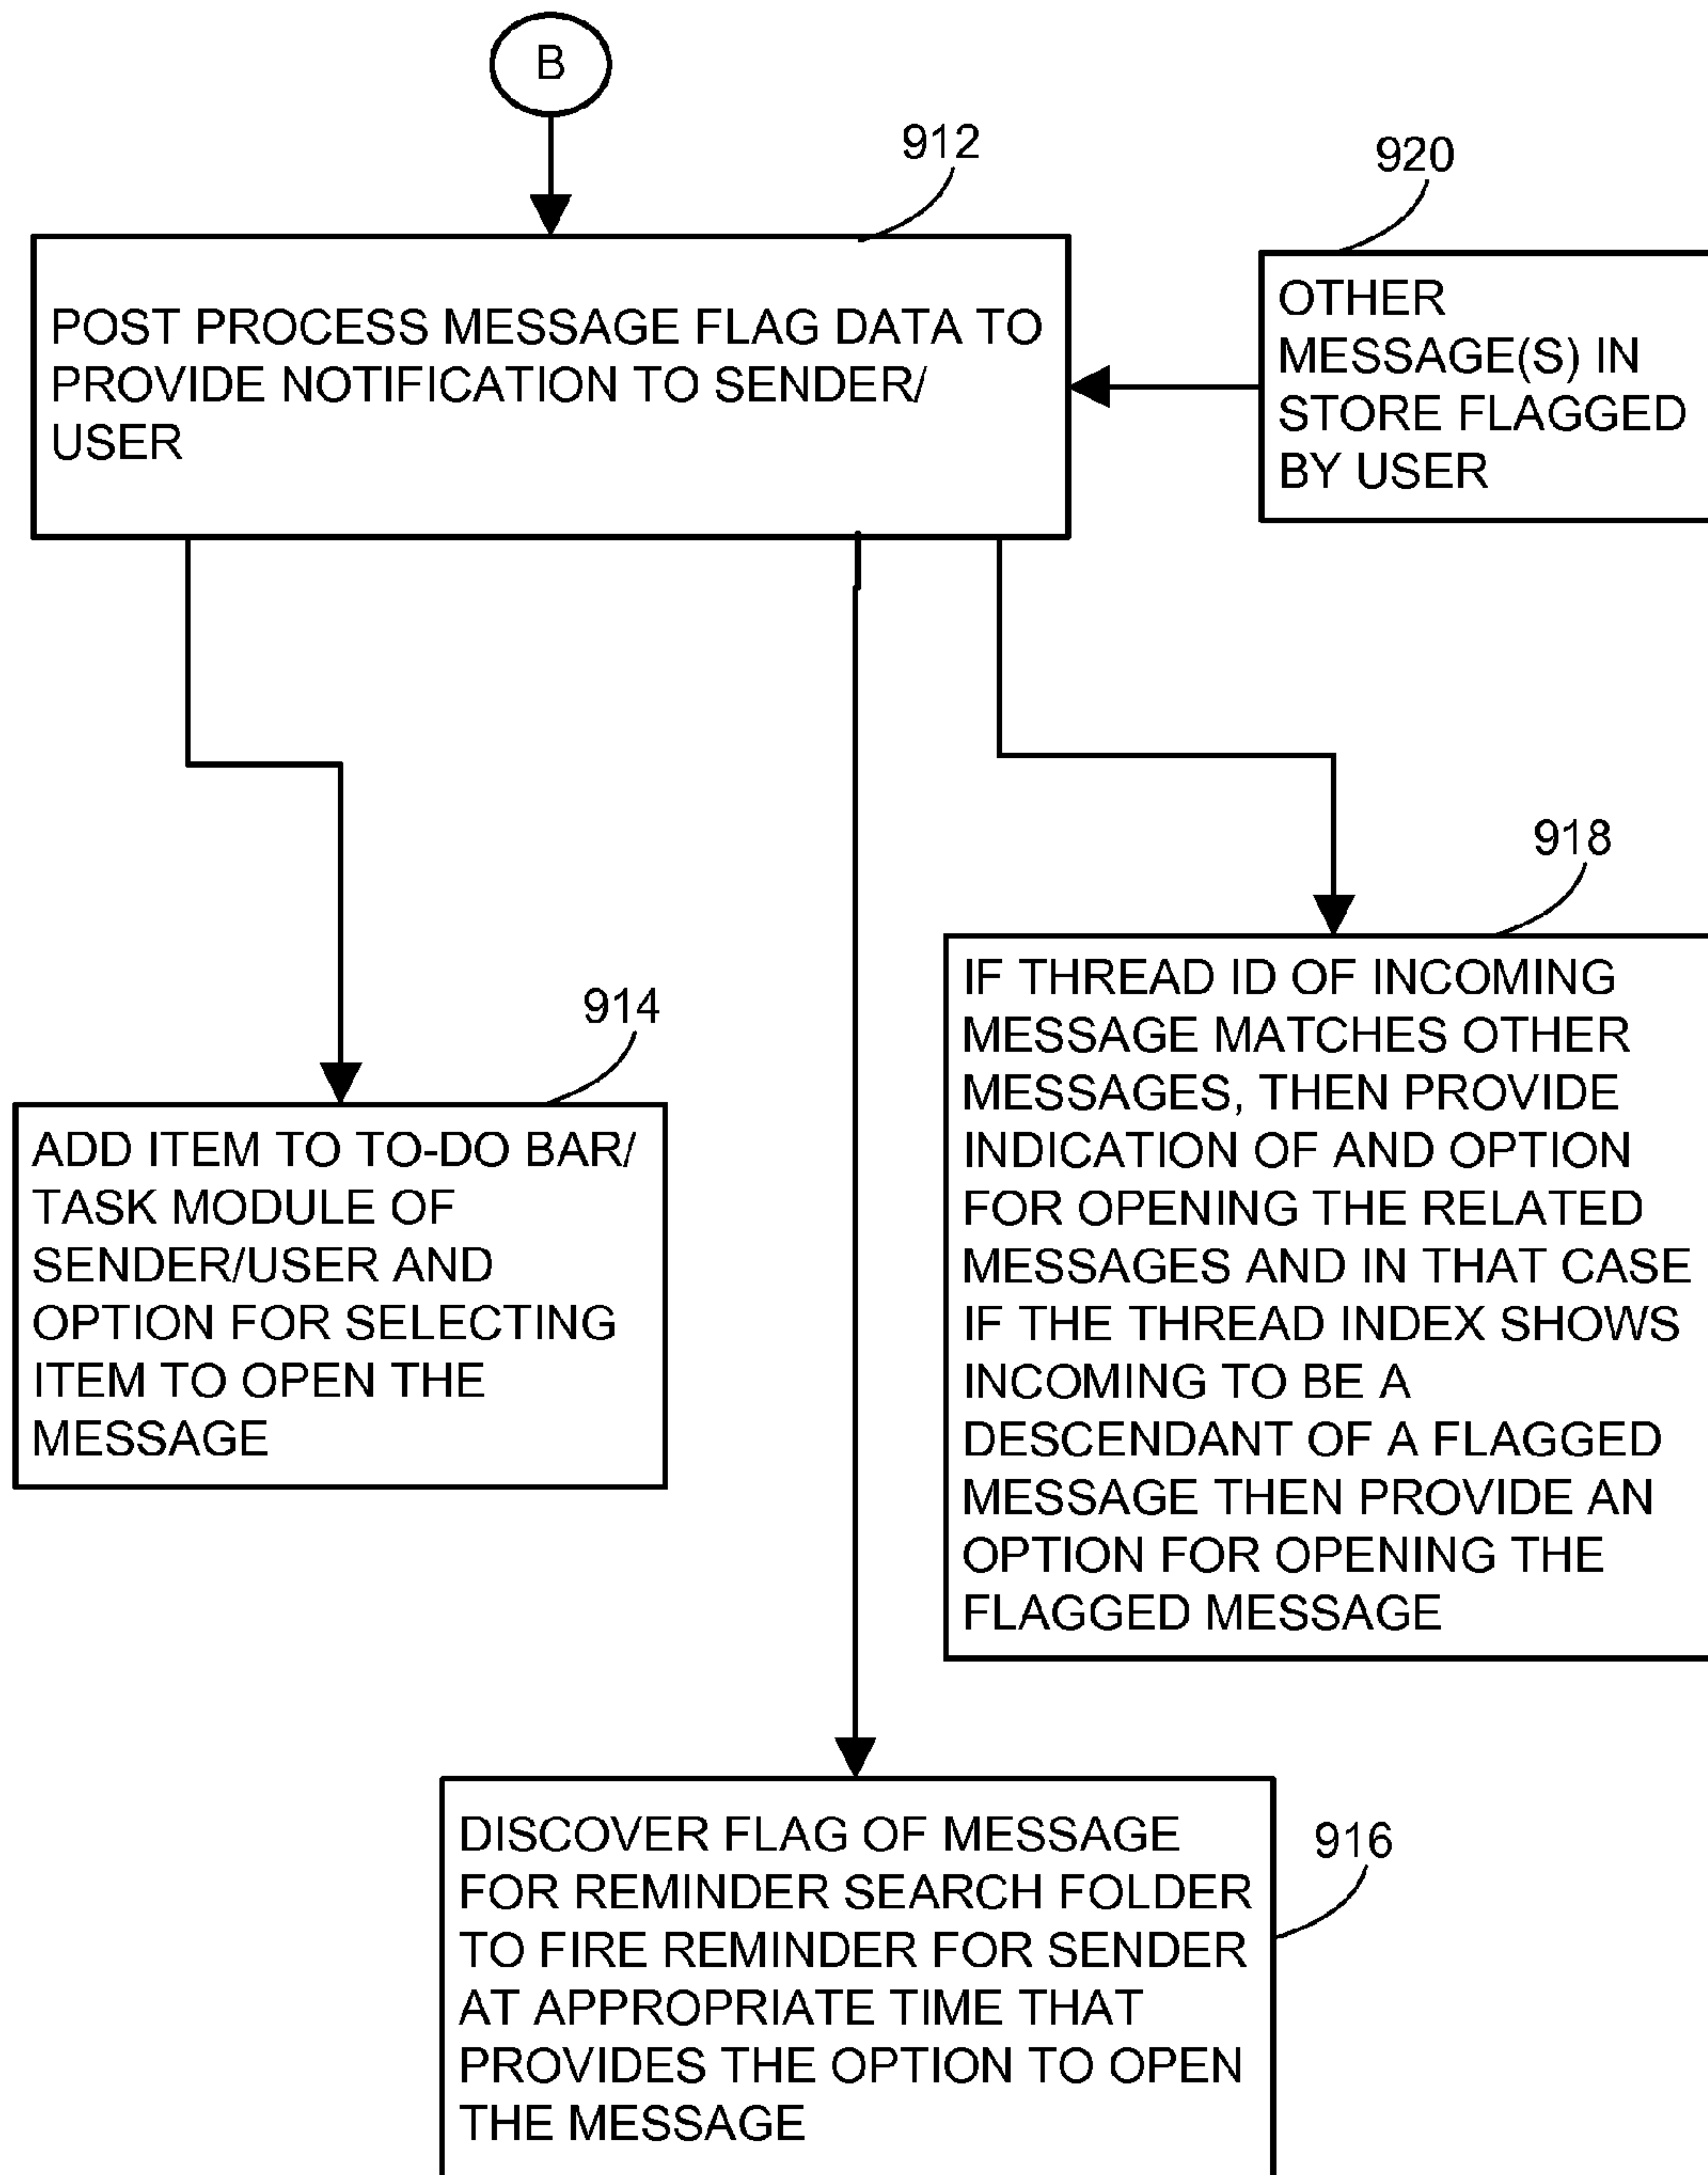 B
912
920
POST PROCESS MESSAGE FLAG DATA TO
PROVIDE NOTIFICATION TO SENDER/
USER
OTHER
MESSAGE(S) IN
STORE FLAGGED
BY USER
918
914
IF THREAD ID OF INCOMING
MESSAGE MATCHES OTHER
MESSAGES, THEN PROVIDE
INDICATION OF AND OPTION
FOR OPENING THE RELATED
MESSAGES AND IN THAT CASE
IF THE THREAD INDEX SHOWS
INCOMING TO BE A
DESCENDANT OF A FLAGGED
MESSAGE THEN PROVIDE AN
OPTION FOR OPENING THE
FLAGGED MESSAGE
ADD ITEM TO TO-DO BAR/
TASK MODULE OF
SENDER/USER AND
OPTION FOR SELECTING
ITEM TO OPEN THE
MESSAGE
916
DISCOVER FLAG OF MESSAGE
FOR REMINDER SEARCH FOLDER
TO FIRE REMINDER FOR SENDER
AT APPROPRIATE TIME THAT
PROVIDES THE OPTION TO OPEN
THE MESSAGE